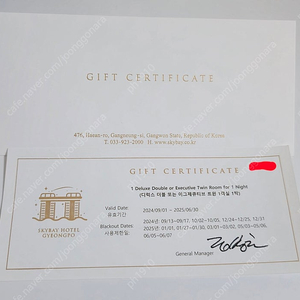 GIFT CERTIFICATE
476, Haean-ro, Gangneung-si, Gangwon State, Republic of Korea.
T. 033-923-2000 W. www.skybay.co.kr
GIFT CERTIFICATE
1 Deluxe Double or Executive Twin Room for 1 Night
(디럭스 더블 또는 이그제큐티브 트윈 1객실 1박)
Valid Date
유효기간
2024/09/01 ~ 2025/06/30
Blackout Dates
사용제한일
2024년: 09/13~09/17, 10/02~10/05, 12/24~12/25, 12/31
2025년: 01/01, 01/27~01/30, 03/01~03/02, 05/03~05/05,
06/05~06/07
SKYBAY HOTEL
GYEONGPO
General Manager